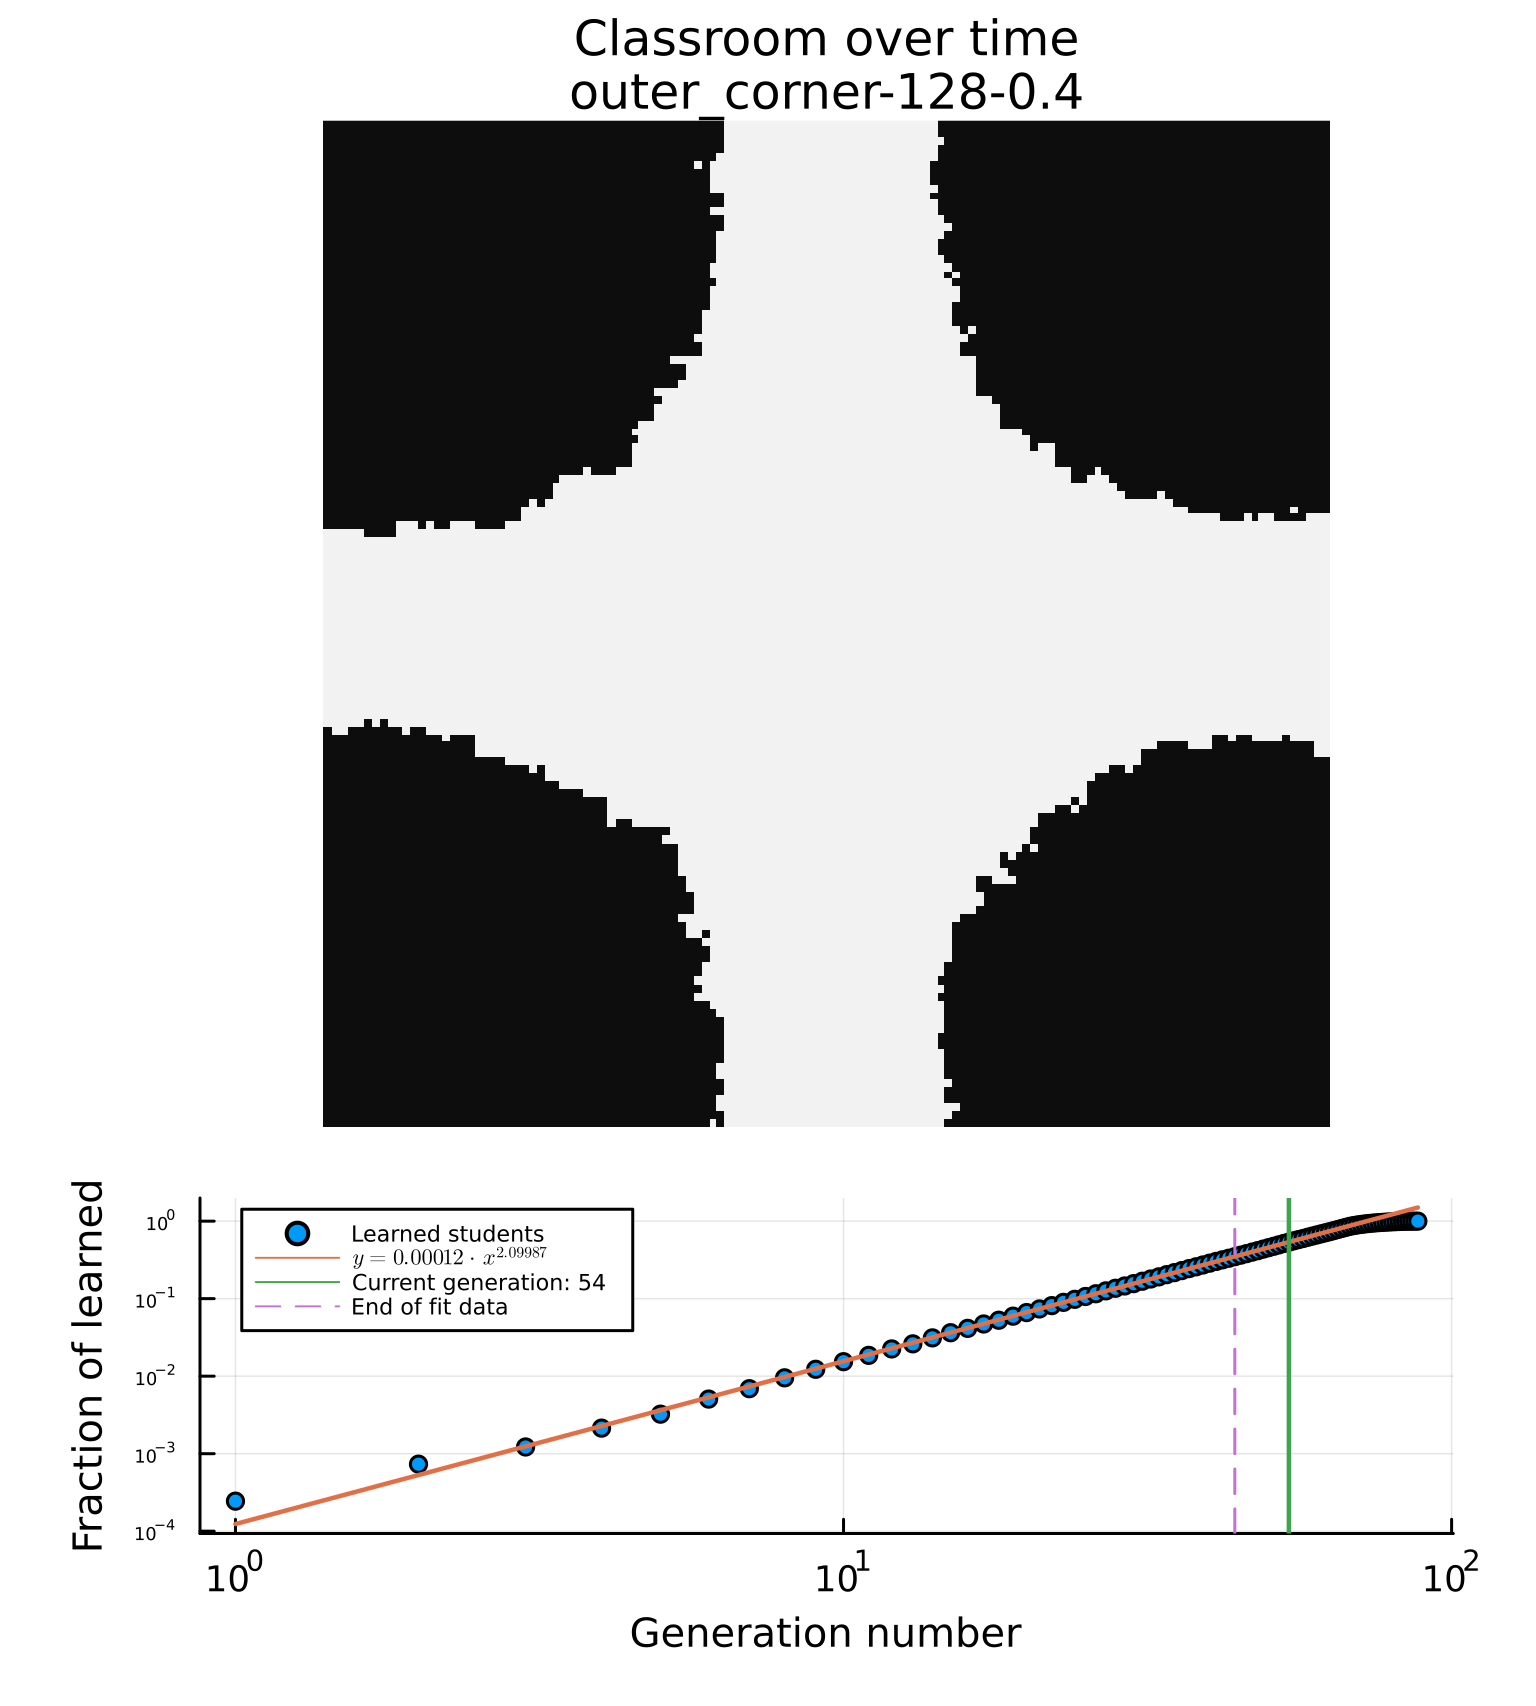 Classroom over time
outer_corner-128-0.4
Fraction of learned
10^0
10^-1
10^-2
10^-3
10^-4
Learned students
y = 0.00012 · x^2.09987
Current generation: 54
End of fit data
10^0 10^1 10^2
Generation number